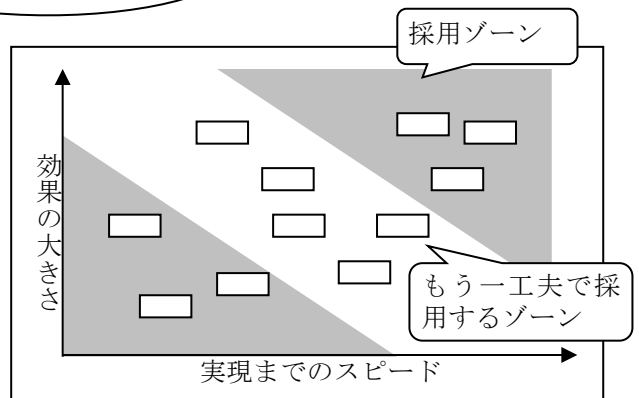 採用ゾーン
効果の大きさ
もう一工夫で採
用するゾーン
実現までのスピード